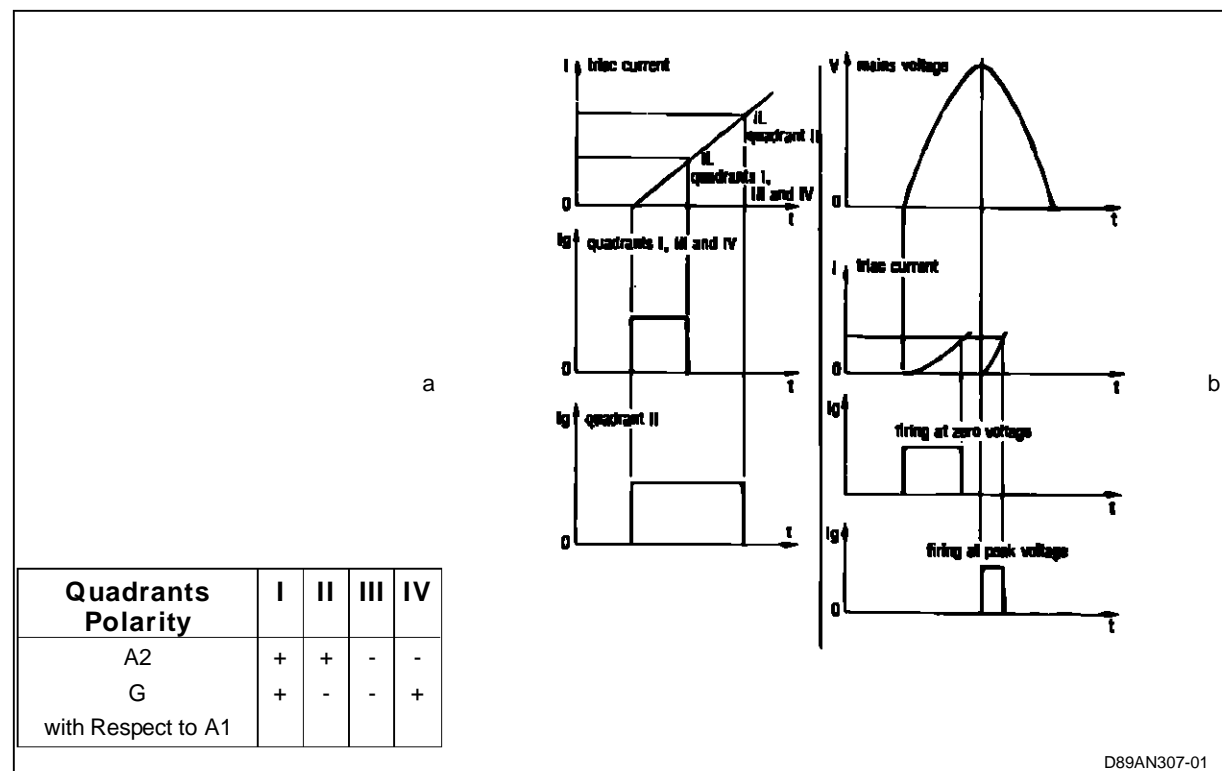 I triac current
IL
quadrant II
IL
quadrants I,
III and IV
0
t
Ig quadrants I, III and IV
0
t
Ig quadrant II
0
t
a
V mains voltage
0
t
I triac current
0
t
Ig
firing at zero voltage
t
Ig
firing at peak voltage
0
t
b
Quadrants I II III IV
Polarity
A2 + + - -
G + - - +
with Respect to A1
D89AN307-01